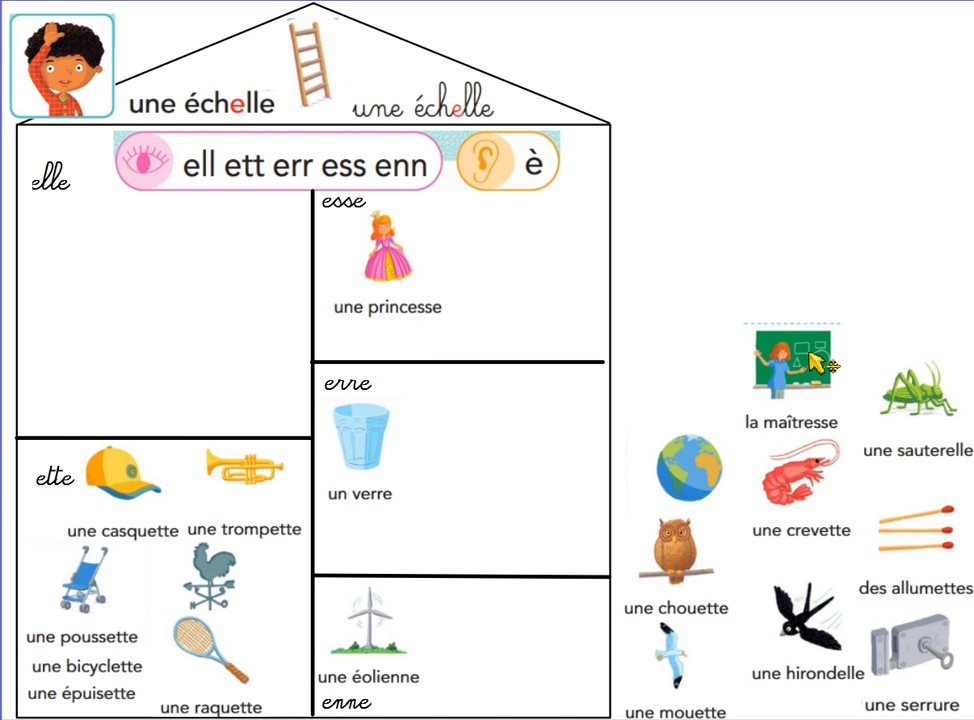 une échelle
une échelle
ell ett err ess enn
è
elle
esse
une princesse
erre
un verre
ette
une casquette
une trompette
une poussette
une bicyclette
une épuisette
une raquette
une éolienne
enne
la maîtresse
une sauterelle
une crevette
des allumettes
une chouette
une hirondelle
une serrure
une mouette